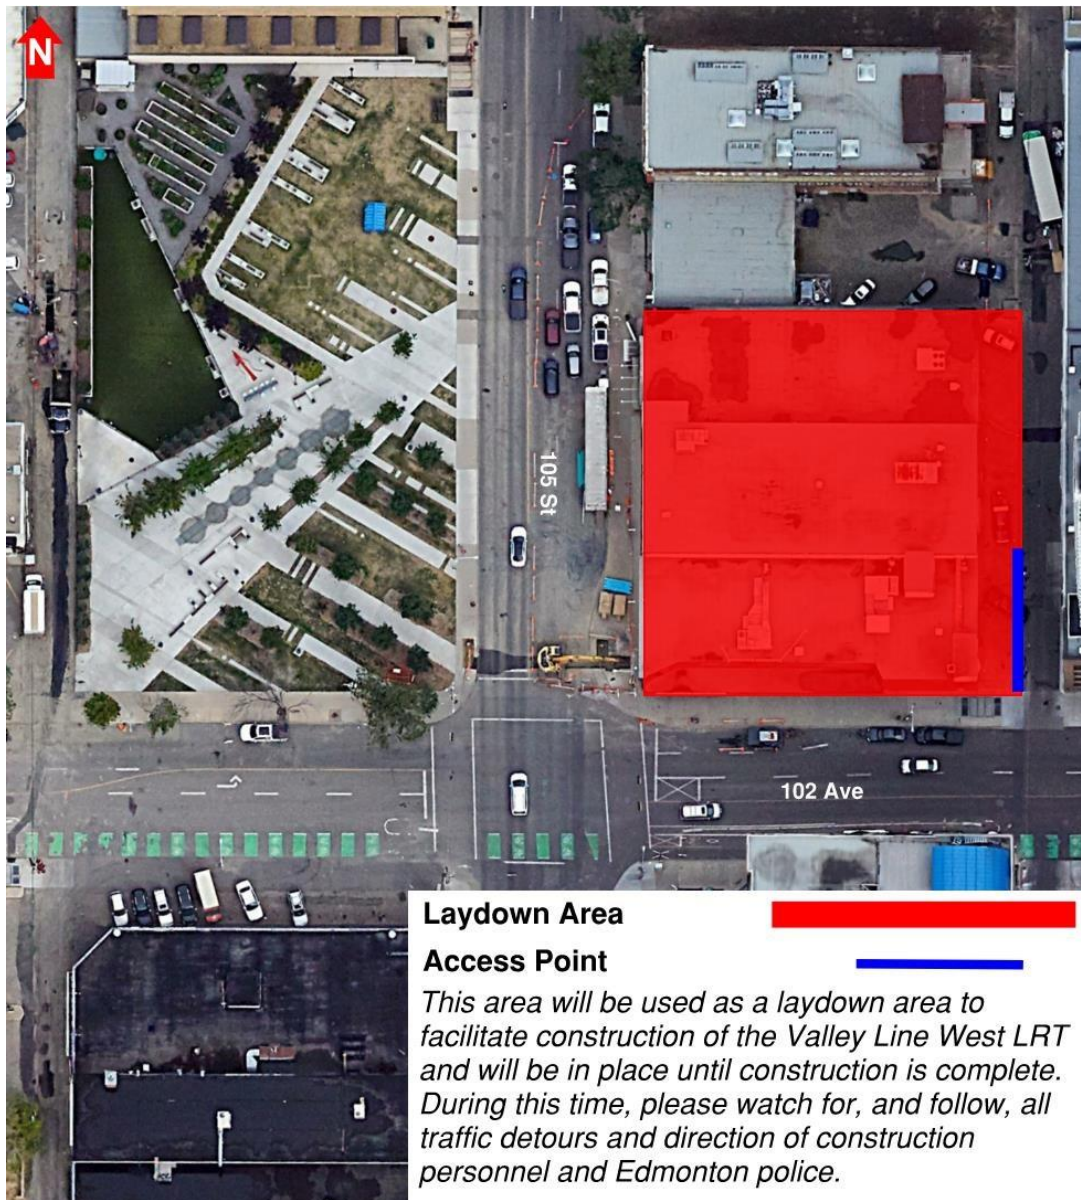 N
105 St
102 Ave
Laydown Area
Access Point
This area will be used as a laydown area to
facilitate construction of the Valley Line West LRT
and will be in place until construction is complete.
During this time, please watch for, and follow, all
traffic detours and direction of construction
personnel and Edmonton police.